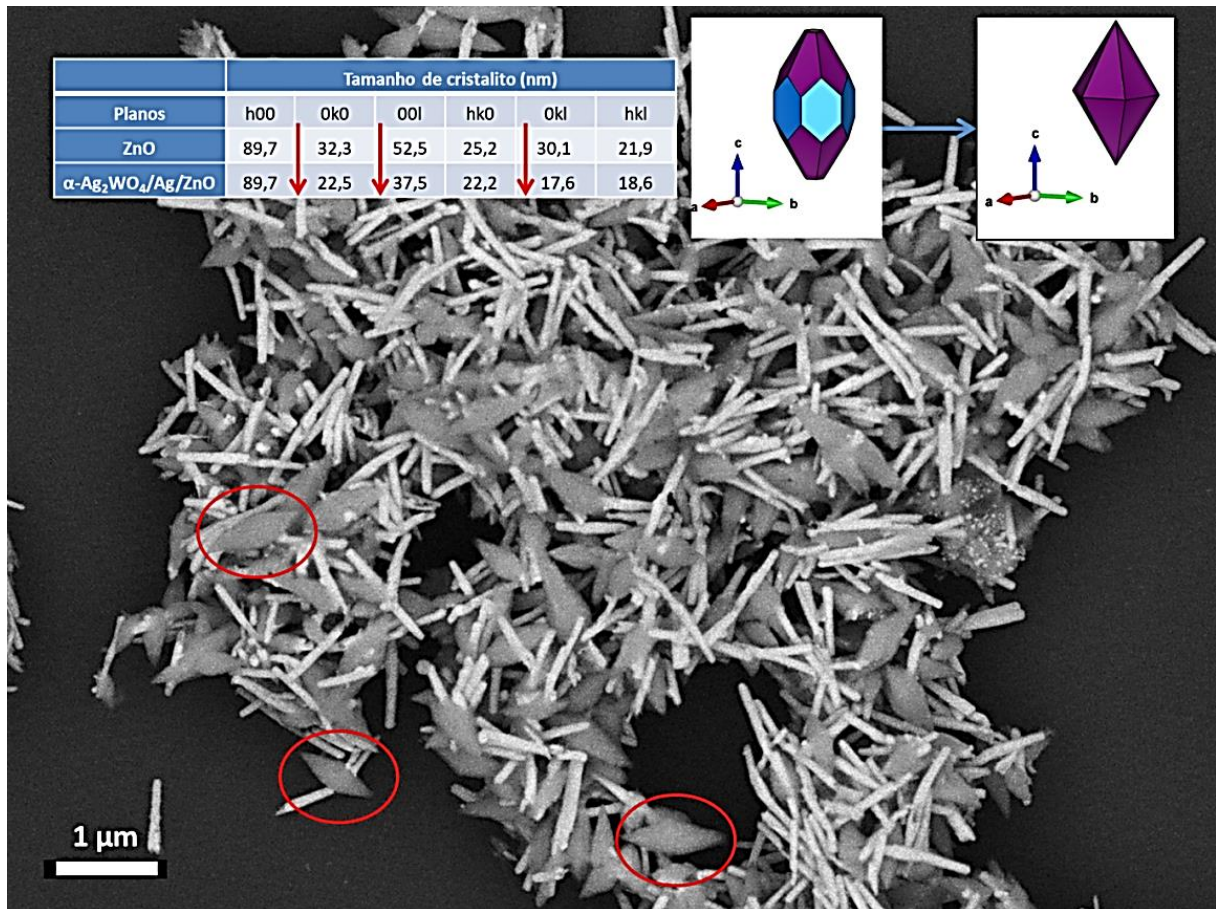 Tamanho de cristalito (nm)
Planos h00 0k0 00l hk0 0kl hkl
ZnO 89,7 32,3 52,5 25,2 30,1 21,9
α-Ag₂WO₄/Ag/ZnO 89,7 22,5 37,5 22,2 17,6 18,6
c
a b
c
a b
1 µm